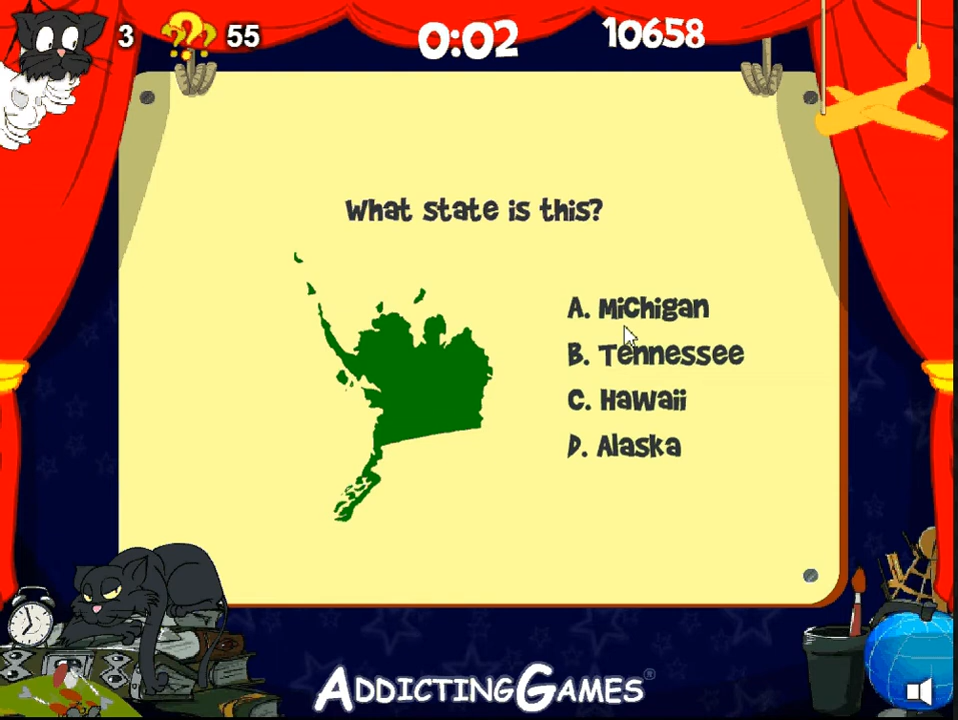 3 ??? 55 0:02 10658
What state is this?
A. Michigan
B. Tennessee
C. Hawaii
D. Alaska
ADDICTINGGAMES®